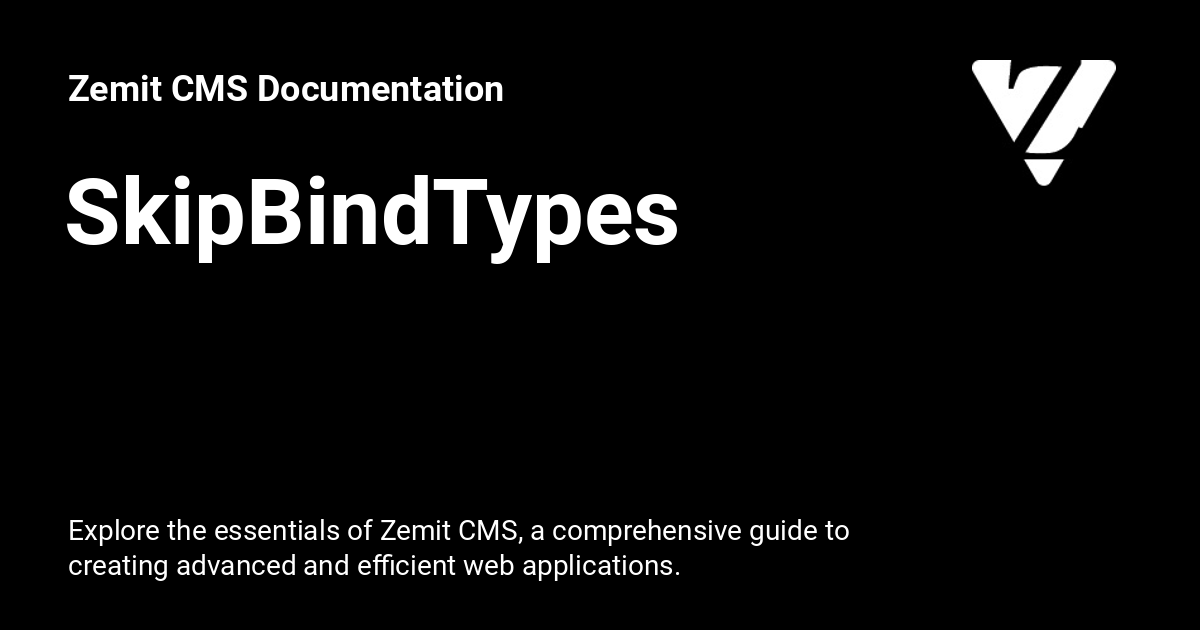 Zemit CMS Documentation
SkipBindTypes
Explore the essentials of Zemit CMS, a comprehensive guide to
creating advanced and efficient web applications.